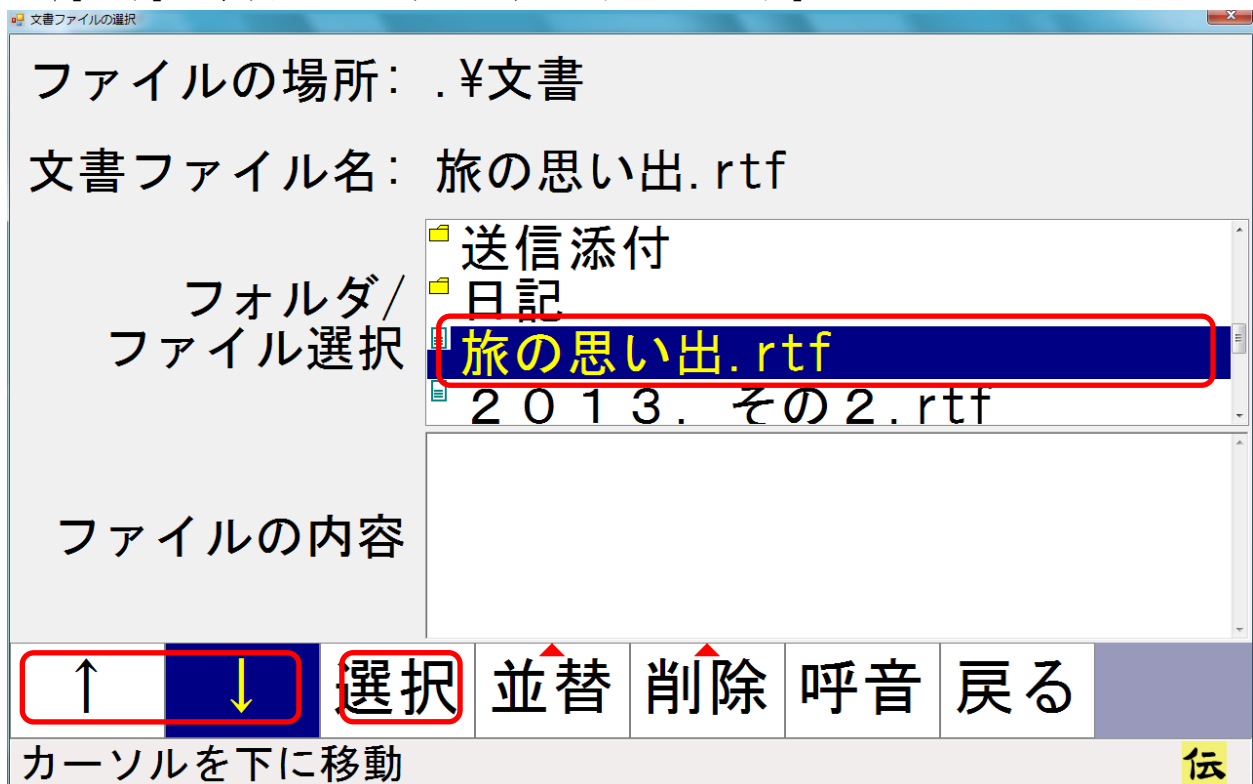 文書ファイルの選択
ファイルの場所: .¥文書
文書ファイル名: 旅の思い出.rtf
フォルダ/
ファイル選択
送信添付
日記
旅の思い出.rtf
２０１３．その２.rtf
ファイルの内容
↑ ↓ 選択 並替 削除 呼音 戻る
カーソルを下に移動 伝